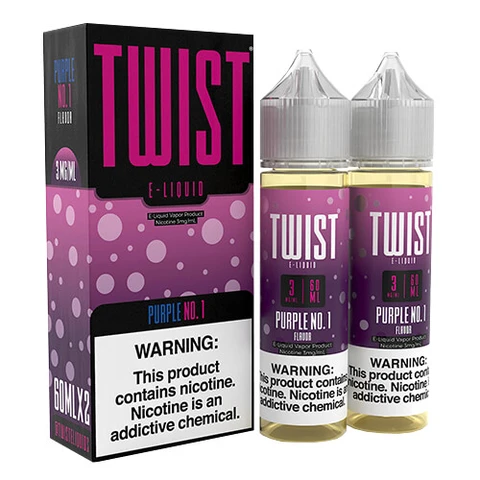 PURPLE
NO. 1
FLAVOR
3 MG/ML
60MLX2
@TWISTELIQUIDS
TWIST
E-LIQUID
E-Liquid Vapor Product
Nicotine 3mg/mL
PURPLE NO. 1
WARNING:
This product
contains nicotine.
Nicotine is an
addictive chemical.
TWIST
E-LIQUID
3 MG/ML 60 ML
PURPLE NO. 1
FLAVOR
E-Liquid Vapor Product
Nicotine 3mg/mL
WARNING:
This product
contains nicotine.
Nicotine is an
addictive chemical.
TWIST
E-LIQUID
3 MG/ML 60 ML
PURPLE NO. 1
FLAVOR
E-Liquid Vapor Product
Nicotine 3mg/mL
WARNING:
This product
contains nicotine.
Nicotine is an
addictive chemical.